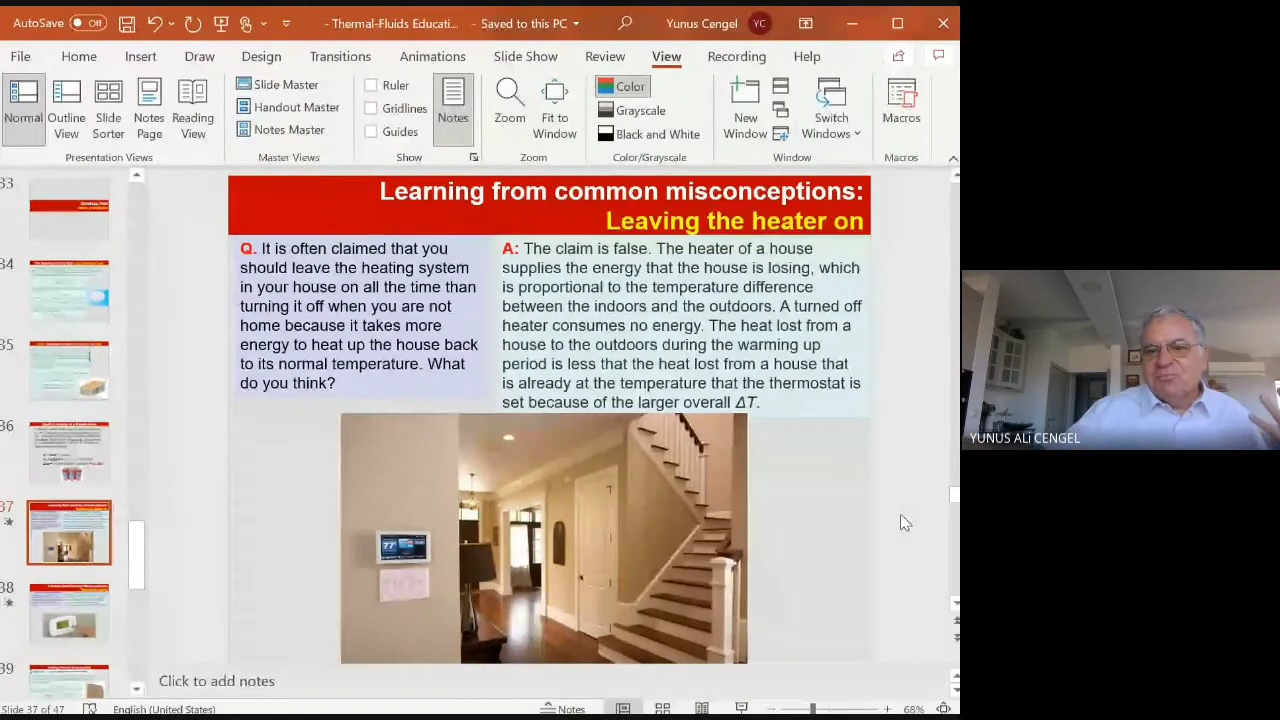 AutoSave Off - Thermal-Fluids Educati... - Saved to this PC Yunus Cengel YC
File Home Insert Draw Design Transitions Animations Slide Show Review View Recording Help
Normal
Outline View
Slide Sorter
Notes Page
Reading View
Presentation Views
Slide Master
Handout Master
Notes Master
Master Views
Ruler
Gridlines
Guides
Show
Notes
Zoom
Fit to Window
Zoom
Color
Grayscale
Black and White
Color/Grayscale
New Window
Switch Windows
Window
Macros
Macros
33
34
35
36
37
38
39
Learning from common misconceptions:
Leaving the heater on
Q. It is often claimed that you
should leave the heating system
in your house on all the time than
turning it off when you are not
home because it takes more
energy to heat up the house back
to its normal temperature. What
do you think?
A: The claim is false. The heater of a house
supplies the energy that the house is losing, which
is proportional to the temperature difference
between the indoors and the outdoors. A turned off
heater consumes no energy. The heat lost from a
house to the outdoors during the warming up
period is less that the heat lost from a house that
is already at the temperature that the thermostat is
set because of the larger overall ΔT.
77
Click to add notes
Slide 37 of 47 English (United States) Notes 68%
YUNUS ALİ CENGEL